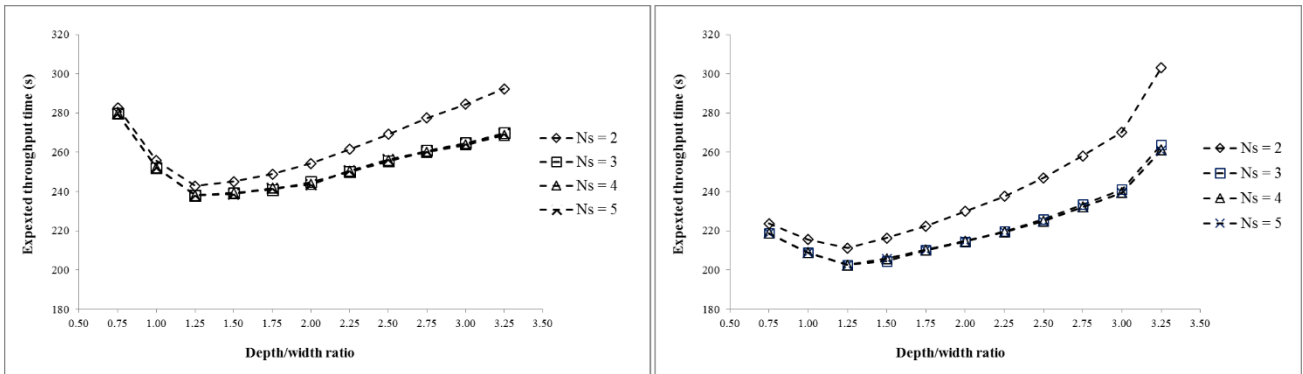 320
300
280
260
240
220
200
180
0.50 0.75 1.00 1.25 1.50 1.75 2.00 2.25 2.50 2.75 3.00 3.25 3.50
Expexted throughput time (s)
Depth/width ratio
Ns = 2
Ns = 3
Ns = 4
Ns = 5
320
300
280
260
240
220
200
180
0.50 0.75 1.00 1.25 1.50 1.75 2.00 2.25 2.50 2.75 3.00 3.25 3.50
Expexted throughput time (s)
Depth/width ratio
Ns = 2
Ns = 3
Ns = 4
Ns = 5